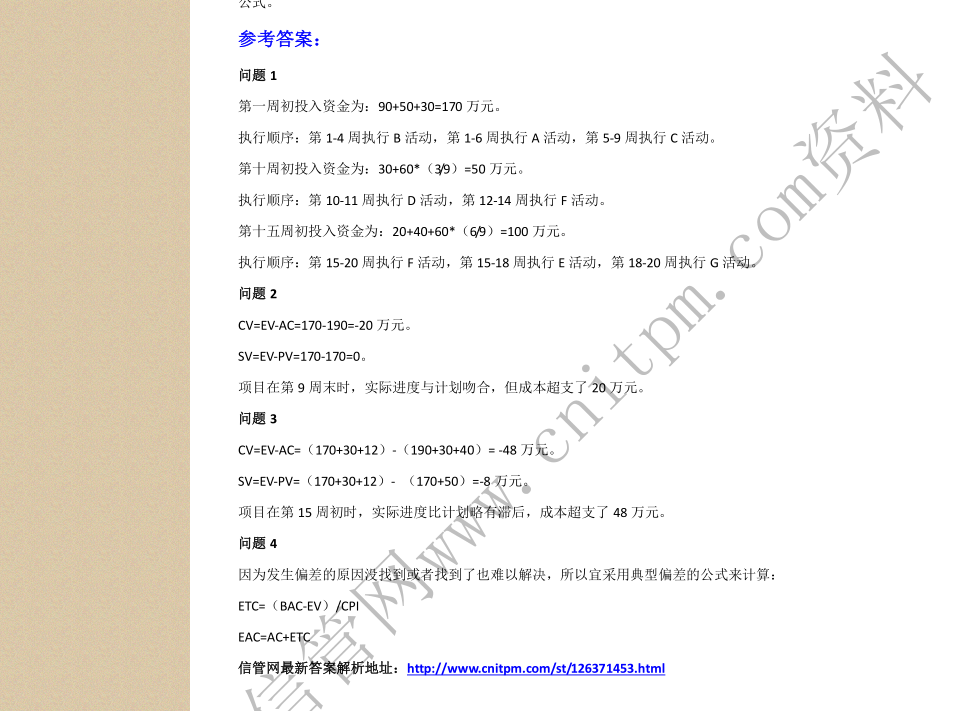 公式。
参考答案：
问题 1
第一周初投入资金为：90+50+30=170 万元。
执行顺序：第 1-4 周执行 B 活动，第 1-6 周执行 A 活动，第 5-9 周执行 C 活动。
第十周初投入资金为：30+60*（3/9）=50 万元。
执行顺序：第 10-11 周执行 D 活动，第 12-14 周执行 F 活动。
第十五周初投入资金为：20+40+60*（6/9）=100 万元。
执行顺序：第 15-20 周执行 F 活动，第 15-18 周执行 E 活动，第 18-20 周执行 G 活动。
问题 2
CV=EV-AC=170-190=-20 万元。
SV=EV-PV=170-170=0。
项目在第 9 周末时，实际进度与计划吻合，但成本超支了 20 万元。
问题 3
CV=EV-AC=（170+30+12）-（190+30+40）= -48 万元。
SV=EV-PV=（170+30+12）- （170+50）=-8 万元。
项目在第 15 周初时，实际进度比计划略有滞后，成本超支了 48 万元。
问题 4
因为发生偏差的原因没找到或者找到了也难以解决，所以宜采用典型偏差的公式来计算：
ETC=（BAC-EV）/CPI
EAC=AC+ETC
信管网最新答案解析地址：http://www.cnitpm.com/st/126371453.html
信管网www.cnitpm.com资料